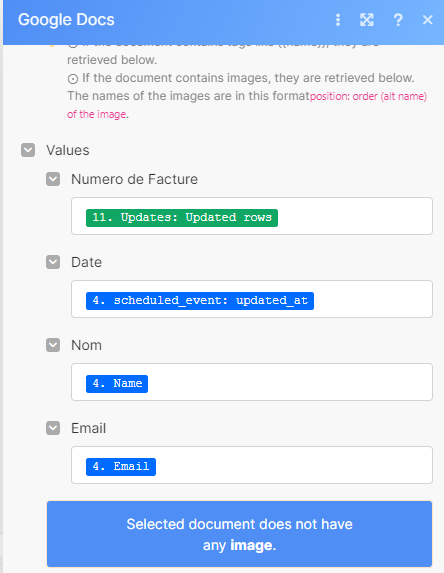 Google Docs
If the document contains tags like {{name}}, they are
retrieved below.
If the document contains images, they are retrieved below.
The names of the images are in this formatposition: order (alt name)
of the image.
Values
Numero de Facture
11. Updates: Updated rows
Date
4. scheduled_event: updated_at
Nom
4. Name
Email
4. Email
Selected document does not have
any image.